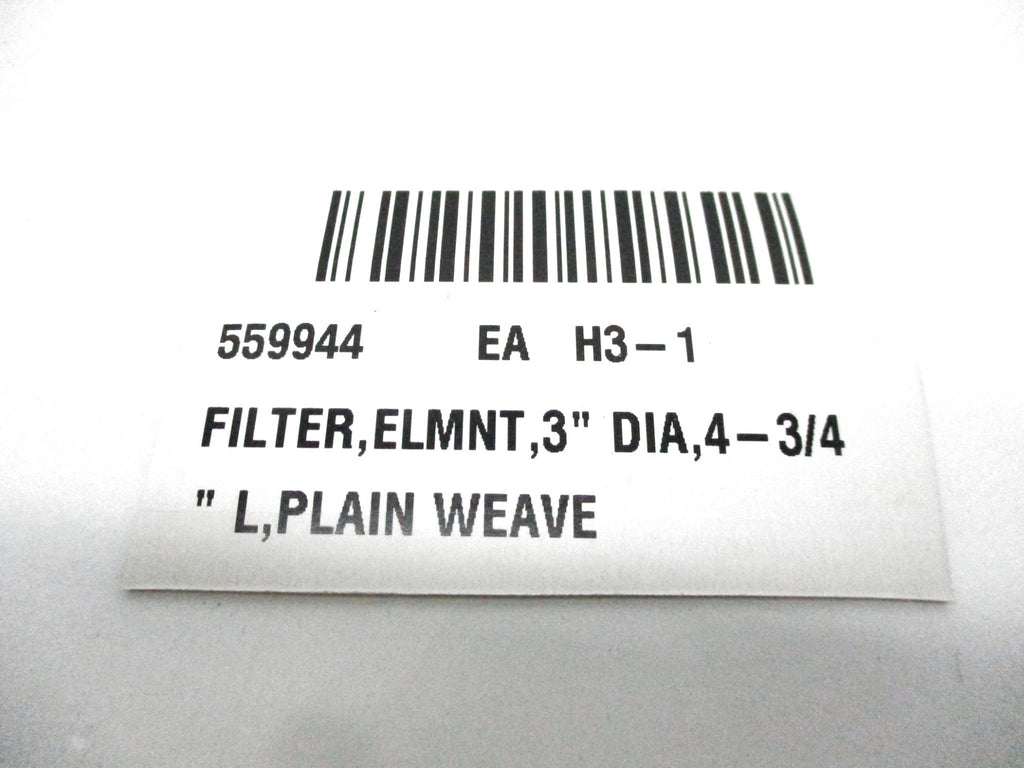 559944 EA H3-1
FILTER,ELMNT,3" DIA,4-3/4
" L,PLAIN WEAVE